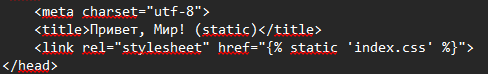 <meta charset="utf-8">
<title>Привет, Мир! (static)</title>
<link rel="stylesheet" href="{% static 'index.css' %}">
</head>